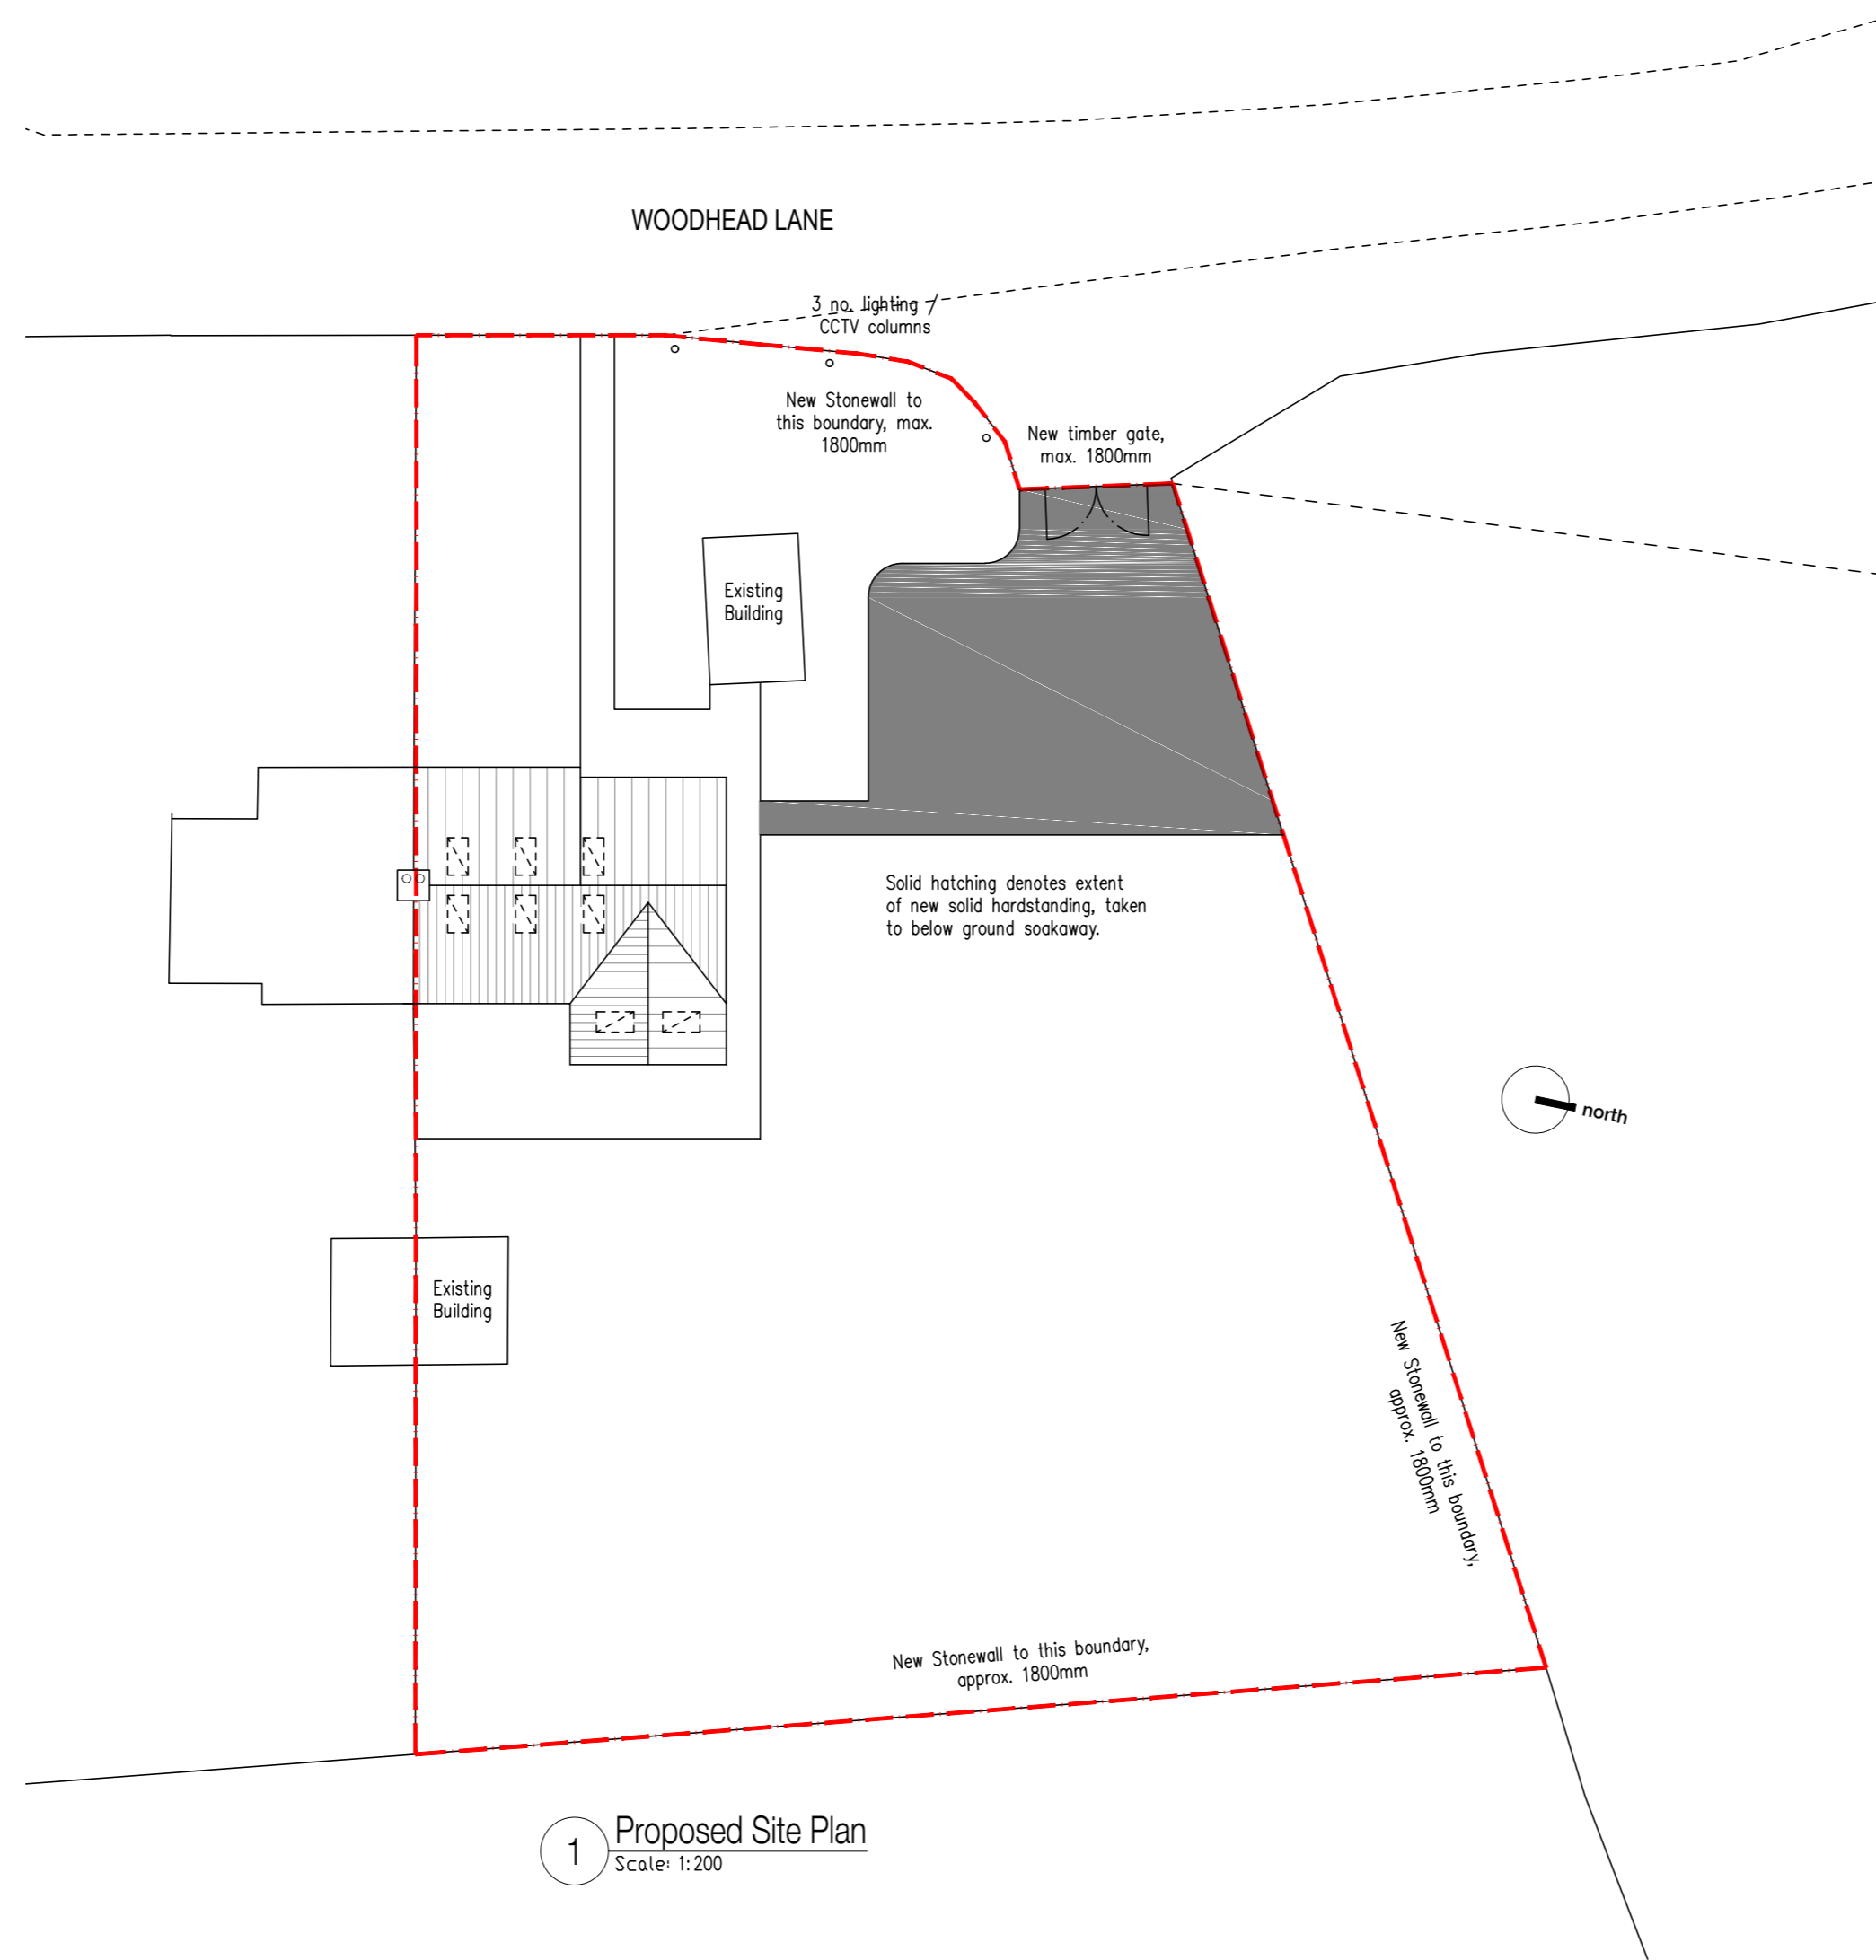 WOODHEAD LANE
3 no. lighting /
CCTV columns
New Stonewall to
this boundary, max.
1800mm
New timber gate,
max. 1800mm
Existing
Building
Solid hatching denotes extent
of new solid hardstanding, taken
to below ground soakaway.
north
Existing
Building
New Stonewall to this boundary,
approx. 1800mm
New Stonewall to this boundary,
approx. 1800mm
1
Proposed Site Plan
Scale: 1:200